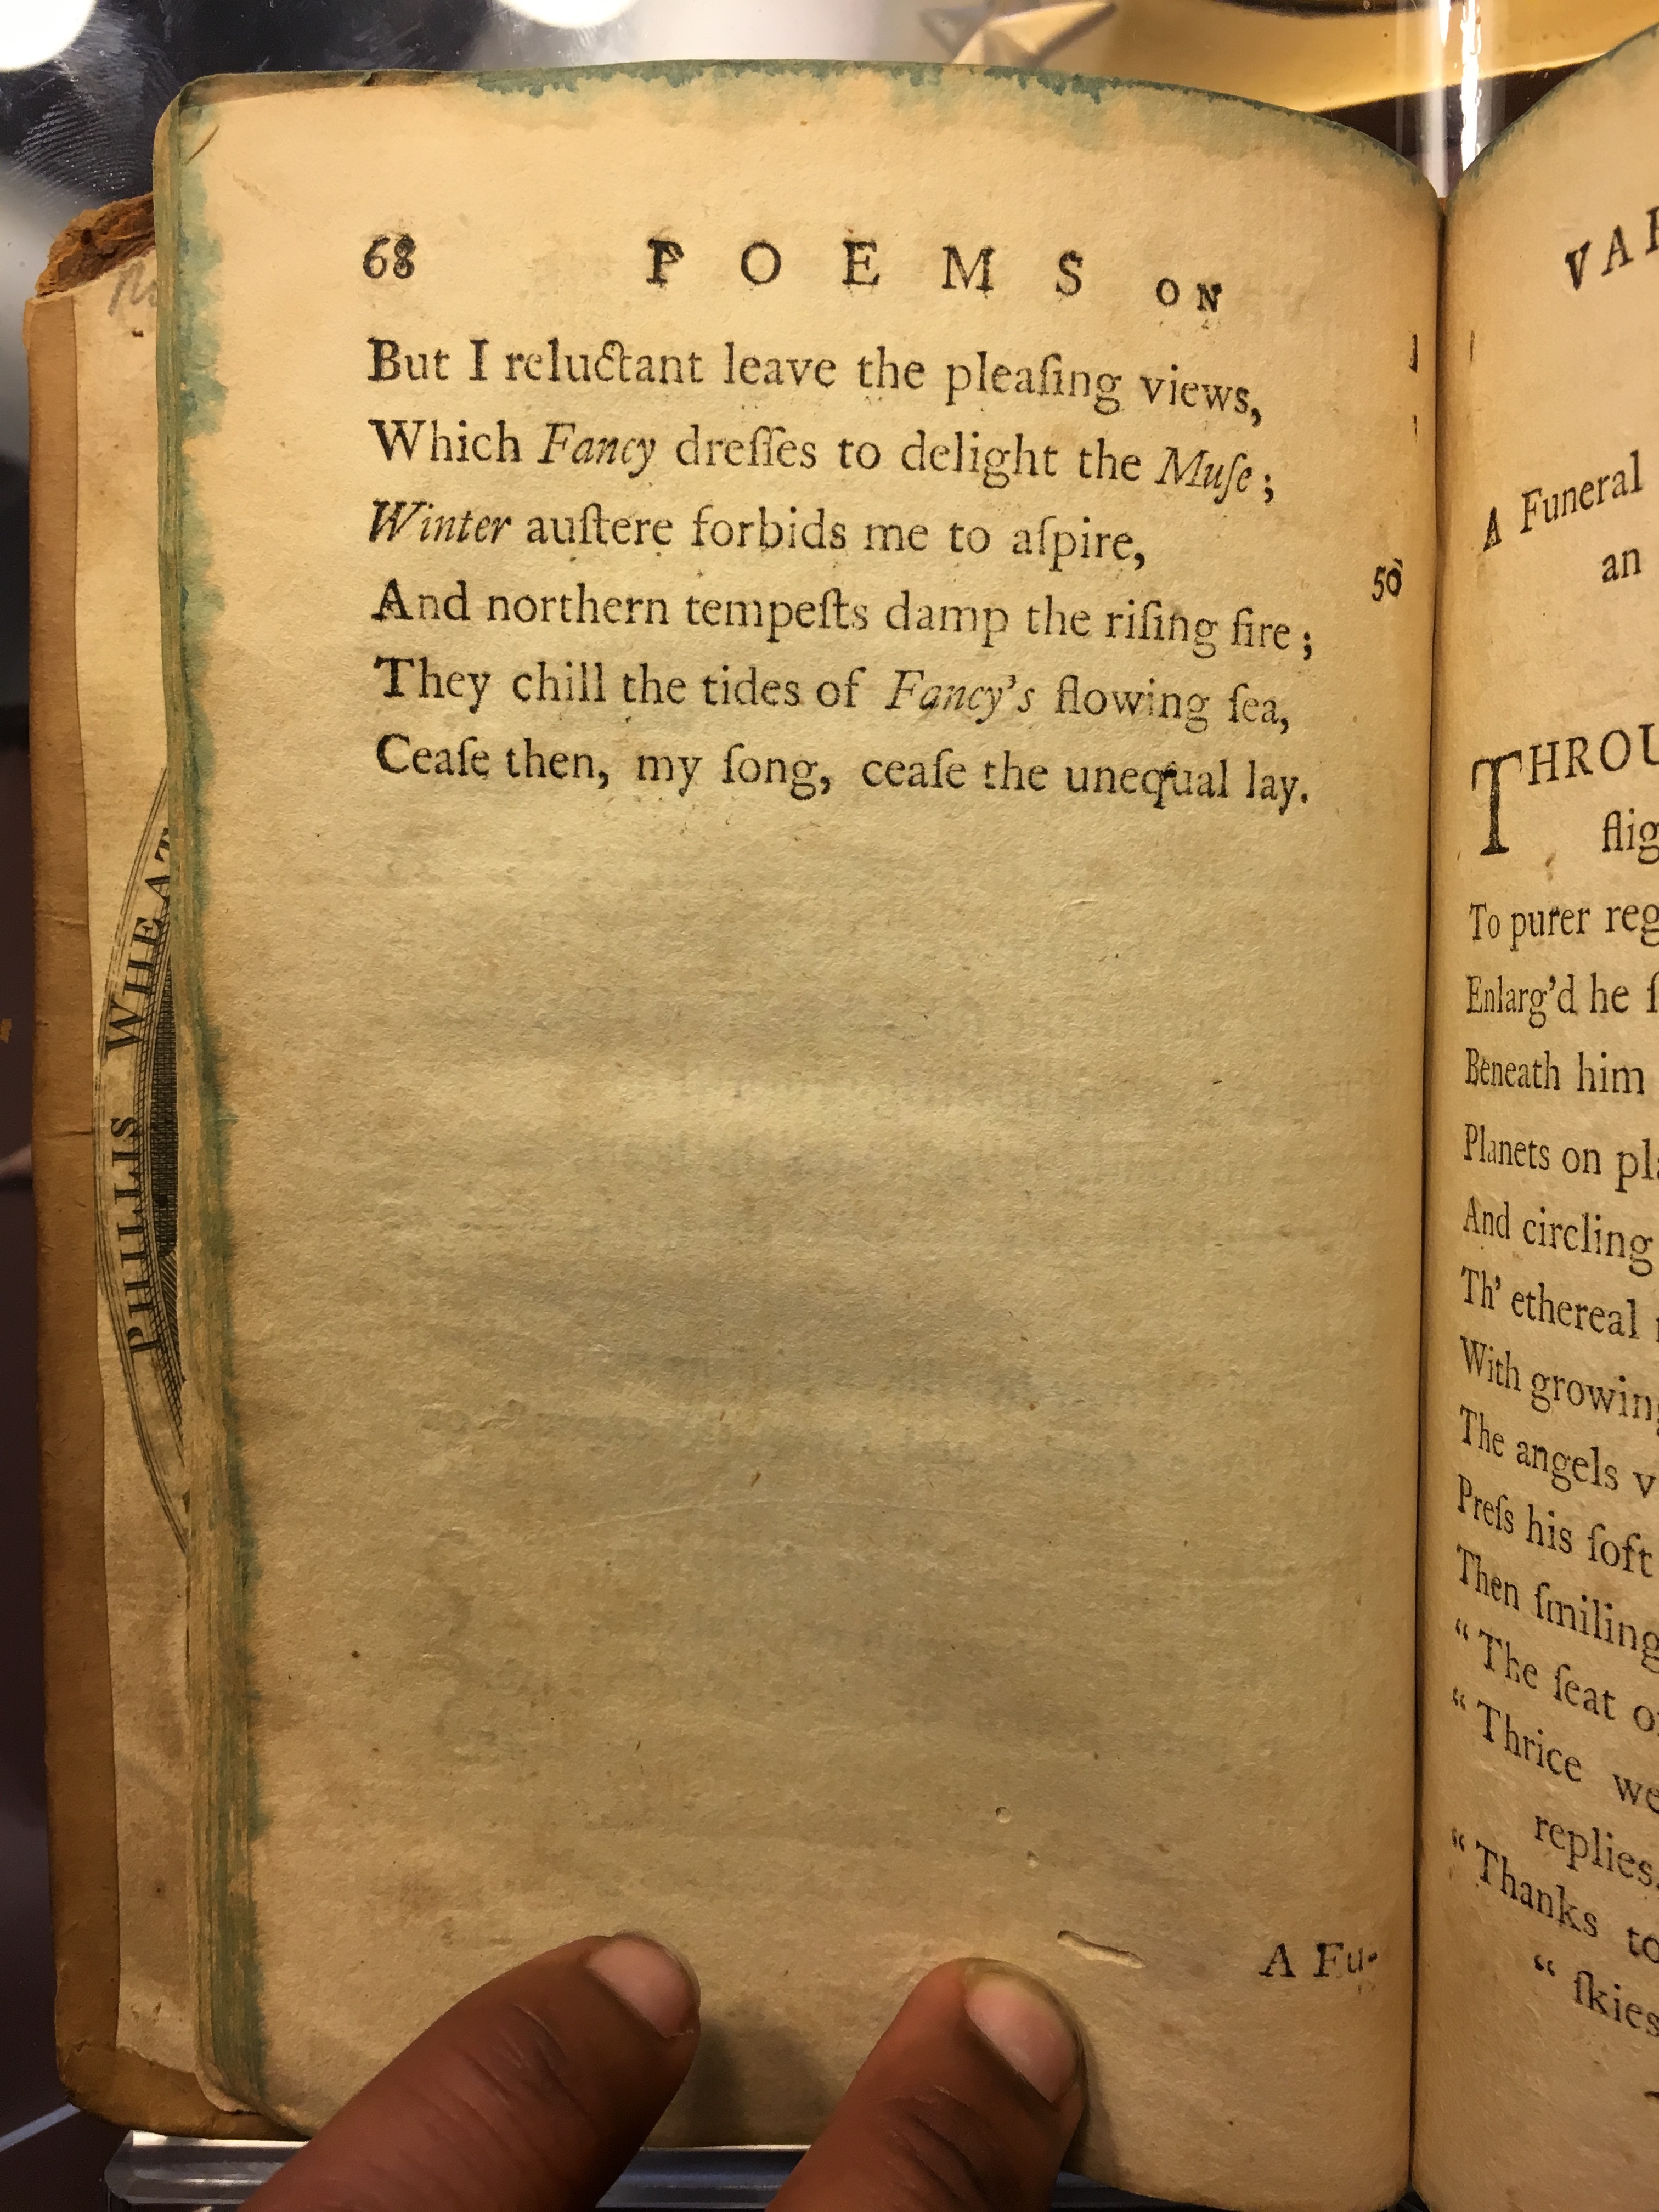 68 POEMS ON
But I reluctant leave the pleaſing views,
Which Fancy dreſſes to delight the Muſe;
Winter auſtere forbids me to aſpire,
And northern tempeſts damp the riſing fire; 50
They chill the tides of Fancy's flowing ſea,
Ceaſe then, my ſong, ceaſe the unequal lay.
A Fu-
PHILLIS WHEAT
VAR
A Funeral
an
THROU
flig
To purer reg
Enlarg'd he ſ
Beneath him
Planets on pla
And circling
Th' ethereal
With growing
The angels v
Preſs his ſoft
Then ſmiling
“ The ſeat of
“ Thrice we
replies.
“ Thanks to
“ ſkies